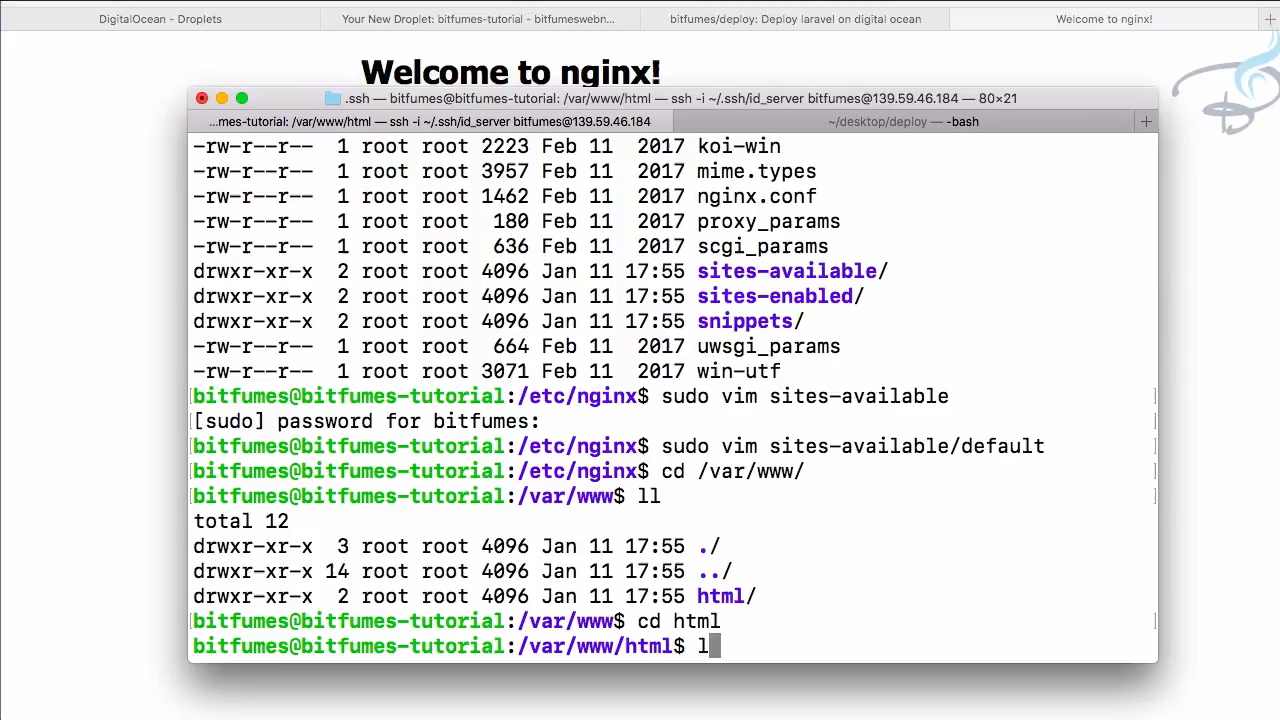 DigitalOcean - Droplets
Your New Droplet: bitfumes-tutorial - bitfumeswebn...
bitfumes/deploy: Deploy laravel on digital ocean
Welcome to nginx!
+
Welcome to nginx!
.ssh — bitfumes@bitfumes-tutorial: /var/www/html — ssh -i ~/.ssh/id_server bitfumes@139.59.46.184 — 80×21
...mes-tutorial: /var/www/html — ssh -i ~/.ssh/id_server bitfumes@139.59.46.184
~/desktop/deploy — -bash
+
-rw-r--r--  1 root root 2223 Feb 11  2017 koi-win
-rw-r--r--  1 root root 3957 Feb 11  2017 mime.types
-rw-r--r--  1 root root 1462 Feb 11  2017 nginx.conf
-rw-r--r--  1 root root  180 Feb 11  2017 proxy_params
-rw-r--r--  1 root root  636 Feb 11  2017 scgi_params
drwxr-xr-x  2 root root 4096 Jan 11 17:55 sites-available/
drwxr-xr-x  2 root root 4096 Jan 11 17:55 sites-enabled/
drwxr-xr-x  2 root root 4096 Jan 11 17:55 snippets/
-rw-r--r--  1 root root  664 Feb 11  2017 uwsgi_params
-rw-r--r--  1 root root 3071 Feb 11  2017 win-utf
bitfumes@bitfumes-tutorial:/etc/nginx$ sudo vim sites-available
[sudo] password for bitfumes:
bitfumes@bitfumes-tutorial:/etc/nginx$ sudo vim sites-available/default
bitfumes@bitfumes-tutorial:/etc/nginx$ cd /var/www/
bitfumes@bitfumes-tutorial:/var/www$ ll
total 12
drwxr-xr-x  3 root root 4096 Jan 11 17:55 ./
drwxr-xr-x 14 root root 4096 Jan 11 17:55 ../
drwxr-xr-x  2 root root 4096 Jan 11 17:55 html/
bitfumes@bitfumes-tutorial:/var/www$ cd html
bitfumes@bitfumes-tutorial:/var/www/html$ l